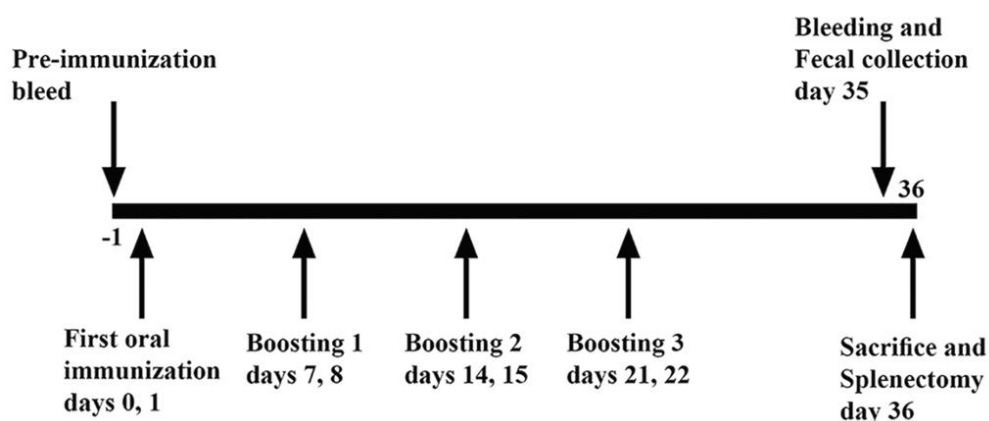 Pre-immunization
bleed
Bleeding and
Fecal collection
day 35
-1
36
First oral
immunization
days 0, 1
Boosting 1
days 7, 8
Boosting 2
days 14, 15
Boosting 3
days 21, 22
Sacrifice and
Splenectomy
day 36